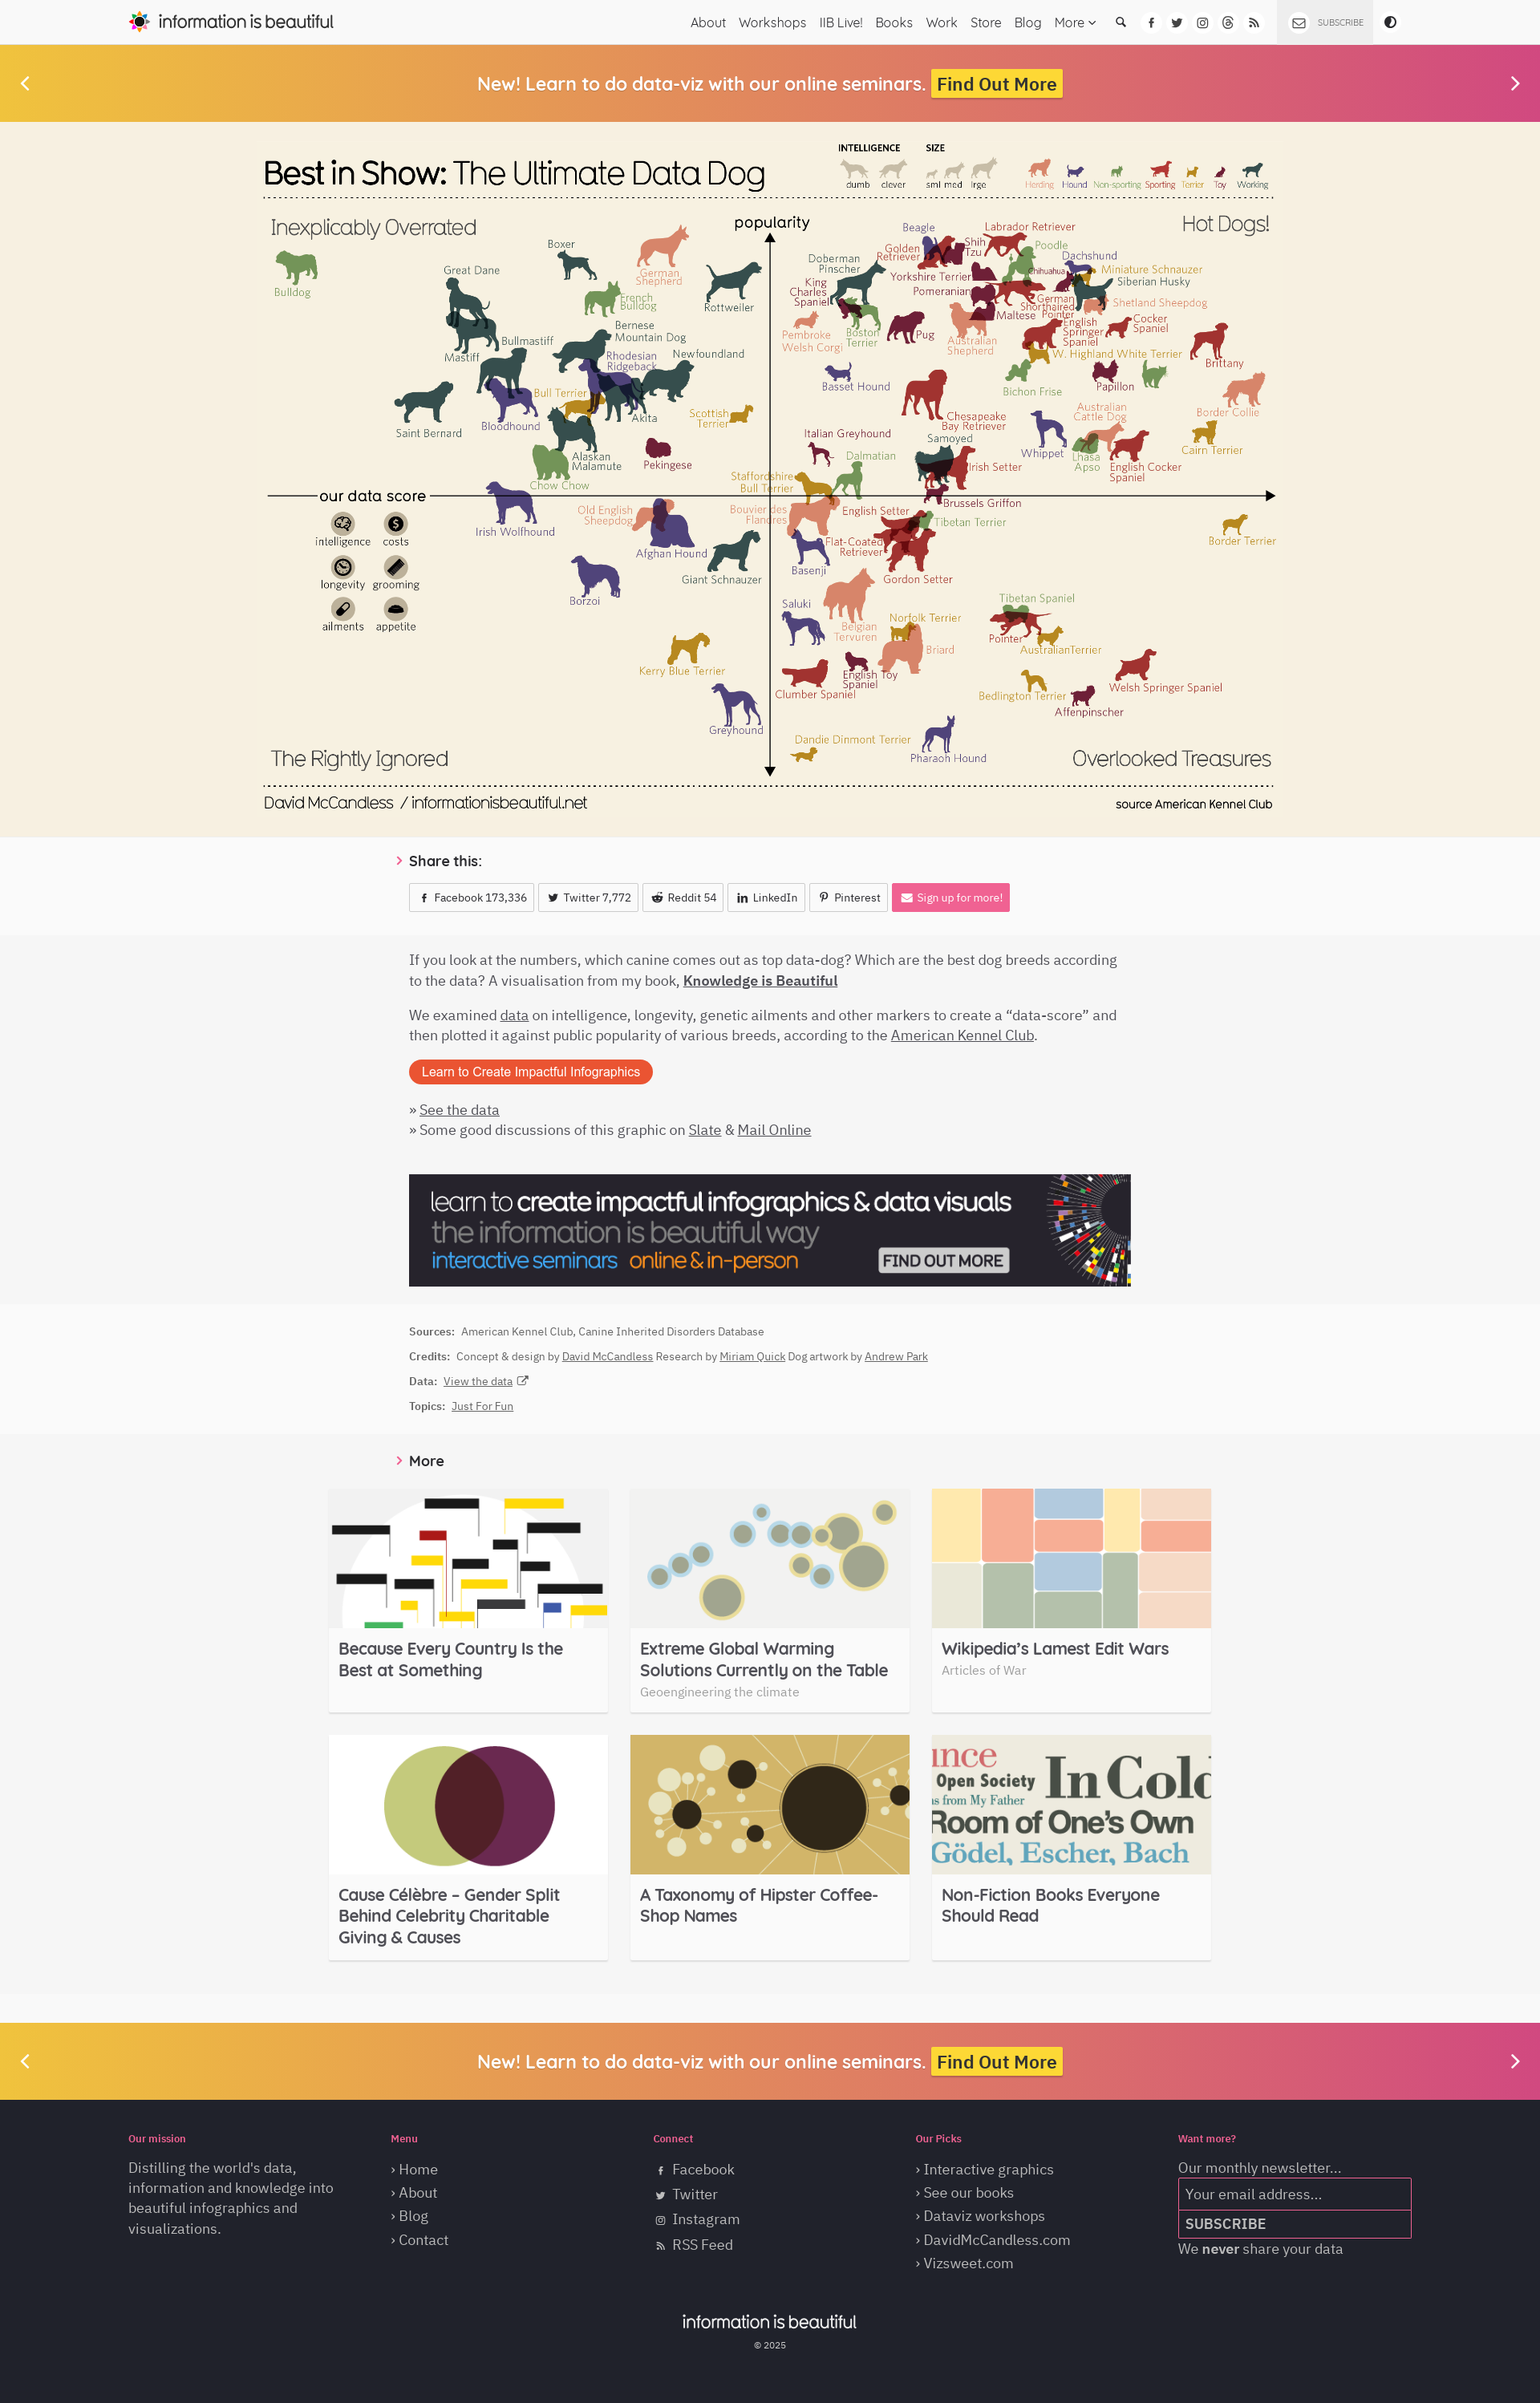 information is beautiful
About Workshops IIB Live! Books Work Store Blog More
SUBSCRIBE
New! Learn to do data-viz with our online seminars. Find Out More
Best in Show: The Ultimate Data Dog
INTELLIGENCE SIZE
dumb clever sml med lrge Herding Hound Non-sporting Sporting Terrier Toy Working
Inexplicably Overrated
popularity
Hot Dogs!
Bulldog
Great Dane
Boxer
German
Shepherd
Rottweiler
French
Bulldog
Mastiff
Bullmastiff
Bernese
Mountain Dog
Rhodesian
Ridgeback
Newfoundland
Saint Bernard
Bloodhound
Bull Terrier
Akita
Scottish
Terrier
Alaskan
Malamute
Pekingese
Chow Chow
Beagle
Golden
Retriever
Shih
Tzu
Labrador Retriever
Poodle
Doberman
Pinscher
Yorkshire Terrier
Chihuahua
Dachshund
Miniature Schnauzer
Siberian Husky
King
Charles
Spaniel
Pomeranian
German
Shorthaired
Pointer
Shetland Sheepdog
Maltese
Pembroke
Welsh Corgi
Boston
Terrier
Pug
Australian
Shepherd
English
Springer
Spaniel
Cocker
Spaniel
W. Highland White Terrier
Brittany
Basset Hound
Bichon Frise
Papillon
Chesapeake
Bay Retriever
Australian
Cattle Dog
Border Collie
Italian Greyhound
Samoyed
Whippet
Lhasa
Apso
English Cocker
Spaniel
Cairn Terrier
Dalmatian
Irish Setter
Staffordshire
Bull Terrier
Brussels Griffon
our data score
intelligence costs
longevity grooming
ailments appetite
Irish Wolfhound
Old English
Sheepdog
Afghan Hound
Giant Schnauzer
Borzoi
Kerry Blue Terrier
Greyhound
Bouvier des
Flandres
English Setter
Tibetan Terrier
Border Terrier
Flat-Coated
Retriever
Basenji
Gordon Setter
Saluki
Belgian
Tervuren
Norfolk Terrier
Briard
Tibetan Spaniel
Pointer
AustralianTerrier
Clumber Spaniel
English Toy
Spaniel
Bedlington Terrier
Welsh Springer Spaniel
Affenpinscher
Dandie Dinmont Terrier
Pharaoh Hound
The Rightly Ignored
Overlooked Treasures
David McCandless / informationisbeautiful.net
source American Kennel Club
Share this:
Facebook 173,336 Twitter 7,772 Reddit 54 LinkedIn Pinterest Sign up for more!
If you look at the numbers, which canine comes out as top data-dog? Which are the best dog breeds according
to the data? A visualisation from my book, Knowledge is Beautiful
We examined data on intelligence, longevity, genetic ailments and other markers to create a “data-score” and
then plotted it against public popularity of various breeds, according to the American Kennel Club.
Learn to Create Impactful Infographics
» See the data
» Some good discussions of this graphic on Slate & Mail Online
learn to create impactful infographics & data visuals
the information is beautiful way
interactive seminars online & in-person FIND OUT MORE
Sources: American Kennel Club, Canine Inherited Disorders Database
Credits: Concept & design by David McCandless Research by Miriam Quick Dog artwork by Andrew Park
Data: View the data
Topics: Just For Fun
More
Because Every Country Is the
Best at Something
Extreme Global Warming
Solutions Currently on the Table
Geoengineering the climate
Wikipedia’s Lamest Edit Wars
Articles of War
Cause Célèbre – Gender Split
Behind Celebrity Charitable
Giving & Causes
A Taxonomy of Hipster Coffee-
Shop Names
unce
Open Society In Cold
as from My Father
Room of One's Own
Gödel, Escher, Bach
Non-Fiction Books Everyone
Should Read
New! Learn to do data-viz with our online seminars. Find Out More
Our mission
Distilling the world's data,
information and knowledge into
beautiful infographics and
visualizations.
Menu
› Home
› About
› Blog
› Contact
Connect
Facebook
Twitter
Instagram
RSS Feed
Our Picks
› Interactive graphics
› See our books
› Dataviz workshops
› DavidMcCandless.com
› Vizsweet.com
Want more?
Our monthly newsletter...
Your email address...
SUBSCRIBE
We never share your data
information is beautiful
© 2025